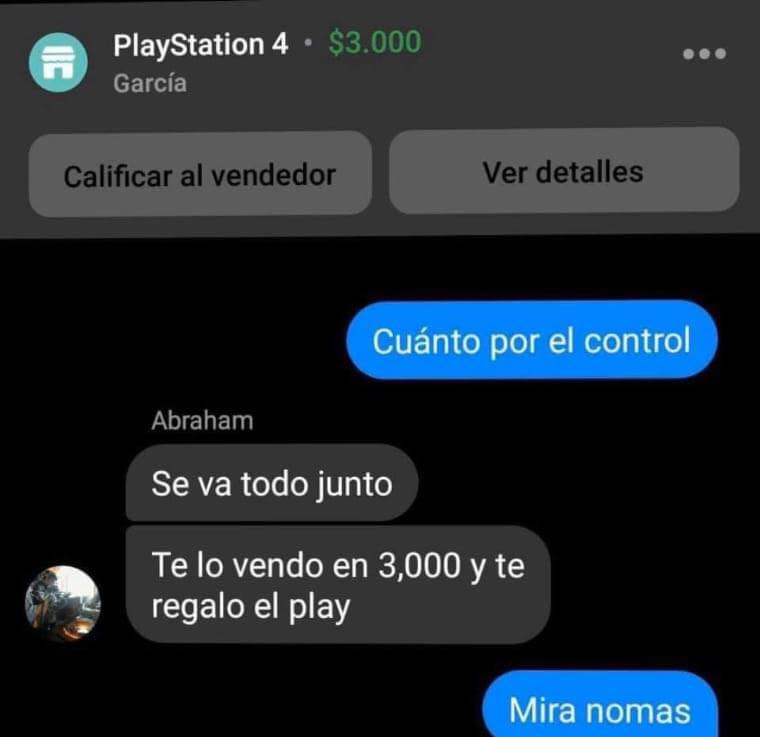 PlayStation 4 • $3.000
García
Calificar al vendedor
Ver detalles
Cuánto por el control
Abraham
Se va todo junto
Te lo vendo en 3,000 y te
regalo el play
Mira nomas